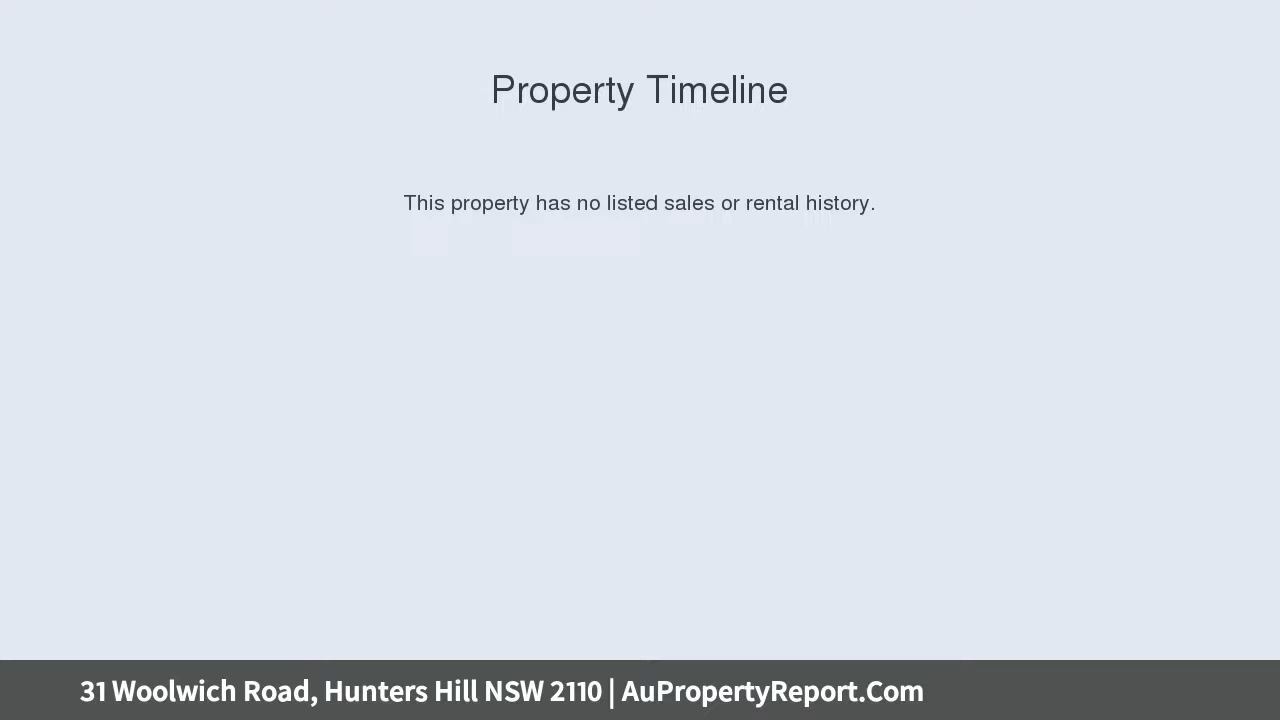 Property Timeline
This property has no listed sales or rental history.
31 Woolwich Road, Hunters Hill NSW 2110 | AuPropertyReport.Com